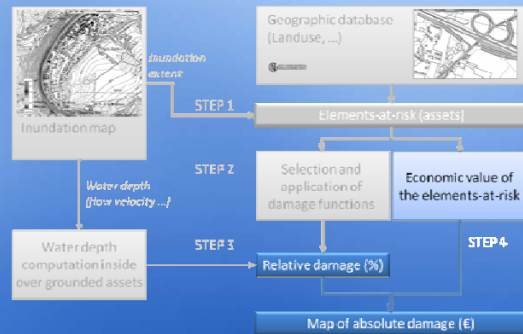 Geographic database
(Landuse, ...)
Inundation
extent
STEP 1
Elements-at-risk (assets)
Inundation map
STEP 2
Selection and
application of
damage functions
Economic value of
the elements-at-risk
Water depth
(flow velocity ...)
STEP 3
STEP 4
Water depth
computation inside
over grounded assets
Relative damage (%)
Map of absolute damage (€)